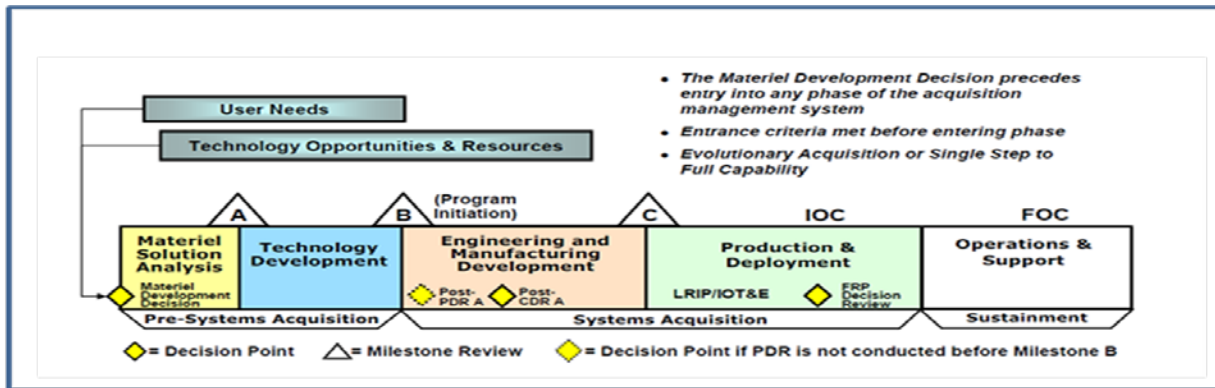 • The Materiel Development Decision precedes
entry into any phase of the acquisition
management system
• Entrance criteria met before entering phase
• Evolutionary Acquisition or Single Step to
Full Capability
User Needs
Technology Opportunities & Resources
A
B
(Program
Initiation)
C
IOC
FOC
Materiel
Solution
Analysis
Materiel
Development
Decision
Technology
Development
Engineering and
Manufacturing
Development
Post-
PDR A
Post-
CDR A
Production &
Deployment
LRIP/IOT&E
FRP
Decision
Review
Operations &
Support
Pre-Systems Acquisition
Systems Acquisition
Sustainment
= Decision Point
= Milestone Review
= Decision Point if PDR is not conducted before Milestone B